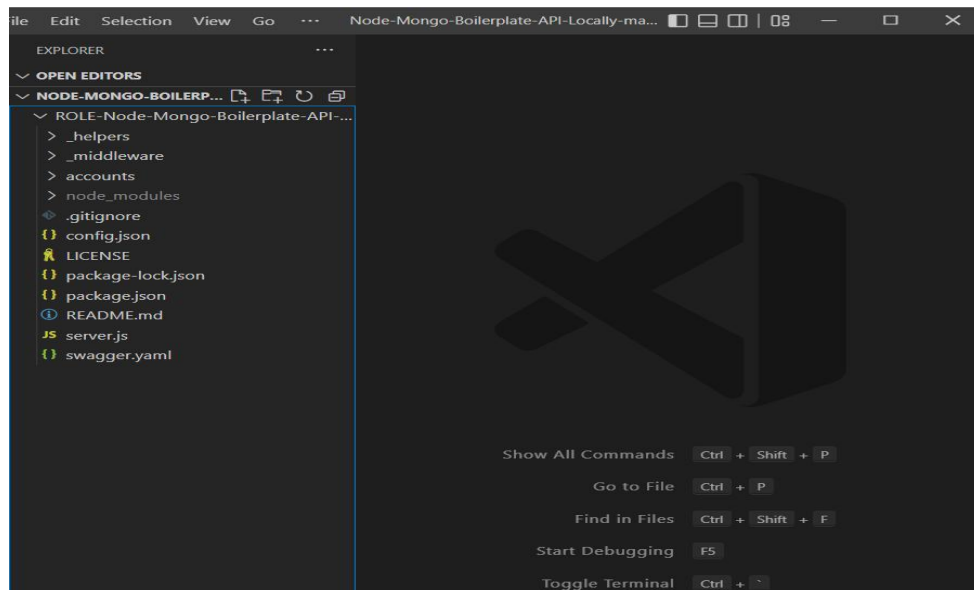 File Edit Selection View Go ··· Node-Mongo-Boilerplate-API-Locally-ma...
EXPLORER ···
OPEN EDITORS
NODE-MONGO-BOILERP...
ROLE-Node-Mongo-Boilerplate-API-...
_helpers
_middleware
accounts
node_modules
.gitignore
{} config.json
LICENSE
{} package-lock.json
{} package.json
README.md
JS server.js
{} swagger.yaml
Show All Commands Ctrl + Shift + P
Go to File Ctrl + P
Find in Files Ctrl + Shift + F
Start Debugging F5
Toggle Terminal Ctrl + `